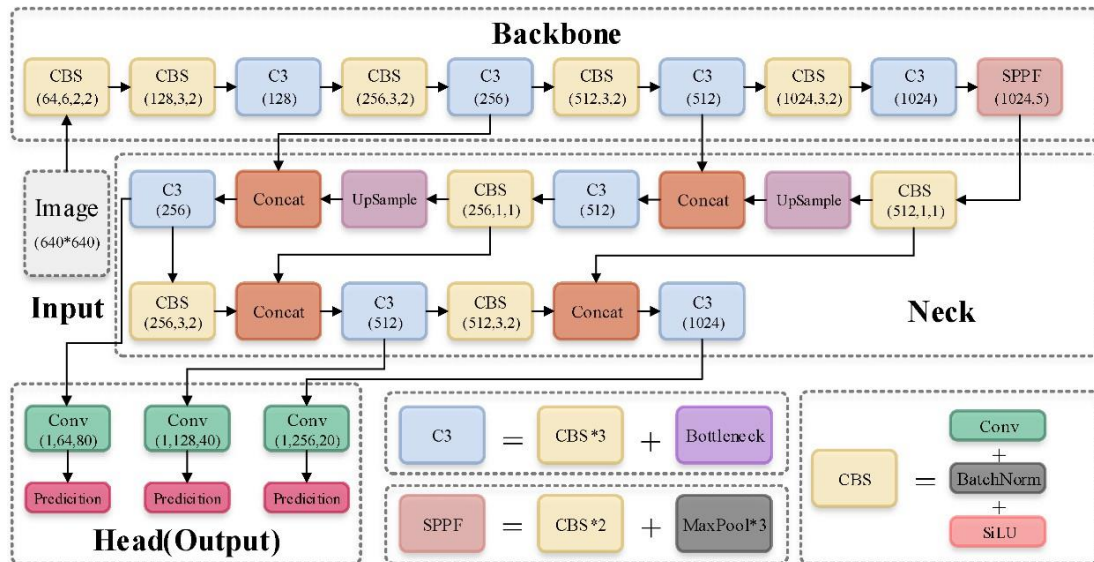 Backbone
CBS
(64,6,2,2)
CBS
(128,3,2)
C3
(128)
CBS
(256,3,2)
C3
(256)
CBS
(512,3,2)
C3
(512)
CBS
(1024,3,2)
C3
(1024)
SPPF
(1024,5)
Image
(640*640)
Input
C3
(256)
Concat
UpSample
CBS
(256,1,1)
C3
(512)
Concat
UpSample
CBS
(512,1,1)
CBS
(256,3,2)
Concat
C3
(512)
CBS
(512,3,2)
Concat
C3
(1024)
Neck
Conv
(1,64,80)
Conv
(1,128,40)
Conv
(1,256,20)
Predicition
Predicition
Predicition
Head(Output)
C3
=
CBS*3
+
Bottleneck
SPPF
=
CBS*2
+
MaxPool*3
CBS
=
Conv
+
BatchNorm
+
SiLU